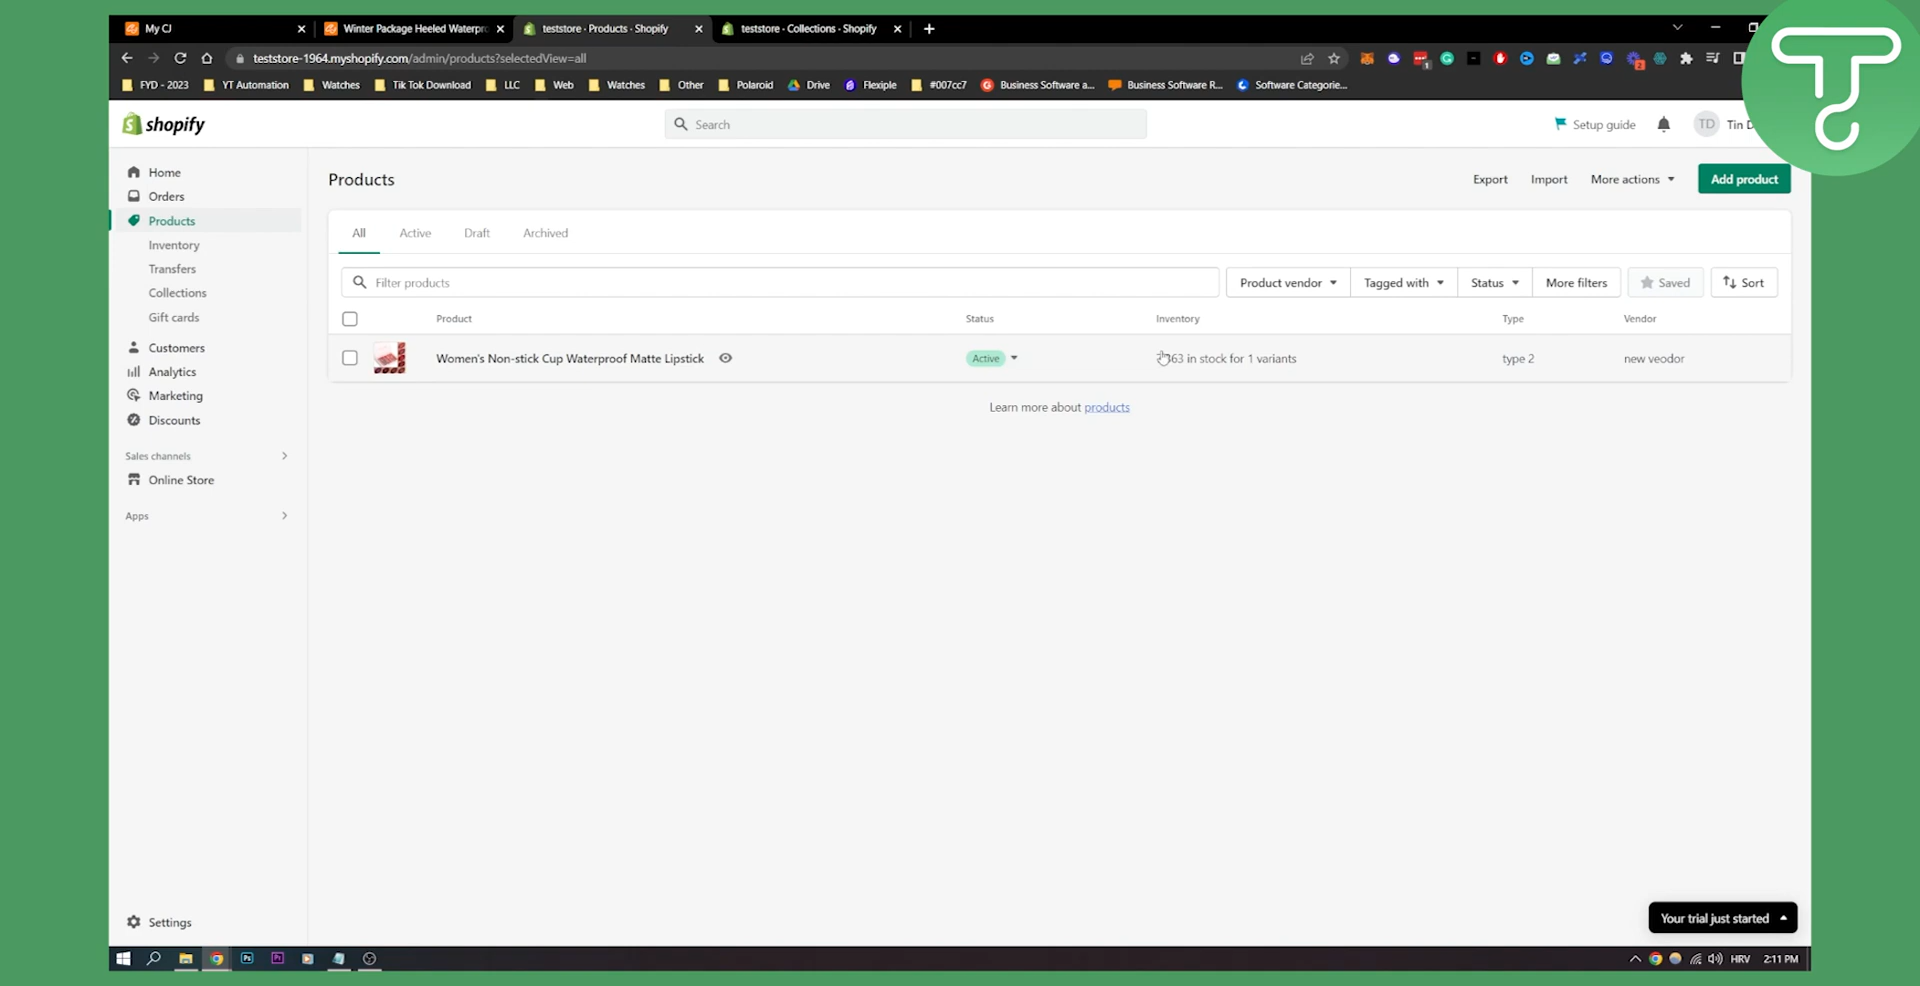 My CJ
Winter Package Heeled Waterpro
teststore · Products · Shopify
teststore · Collections · Shopify
teststore-1964.myshopify.com/admin/products?selectedView=all
FYD - 2023
YT Automation
Watches
Tik Tok Download
LLC
Web
Watches
Other
Polaroid
Drive
Flexiple
#007cc7
Business Software a...
Business Software R...
Software Categorie...
shopify
Search
Setup guide
TD
Tin
Home
Orders
Products
Inventory
Transfers
Collections
Gift cards
Customers
Analytics
Marketing
Discounts
Sales channels
Online Store
Apps
Settings
Products
Export
Import
More actions
Add product
All
Active
Draft
Archived
Filter products
Product vendor
Tagged with
Status
More filters
Saved
Sort
Product
Status
Inventory
Type
Vendor
Women's Non-stick Cup Waterproof Matte Lipstick
Active
in stock for 1 variants
type 2
new veodor
Learn more about products
Your trial just started
HRV
2:11 PM